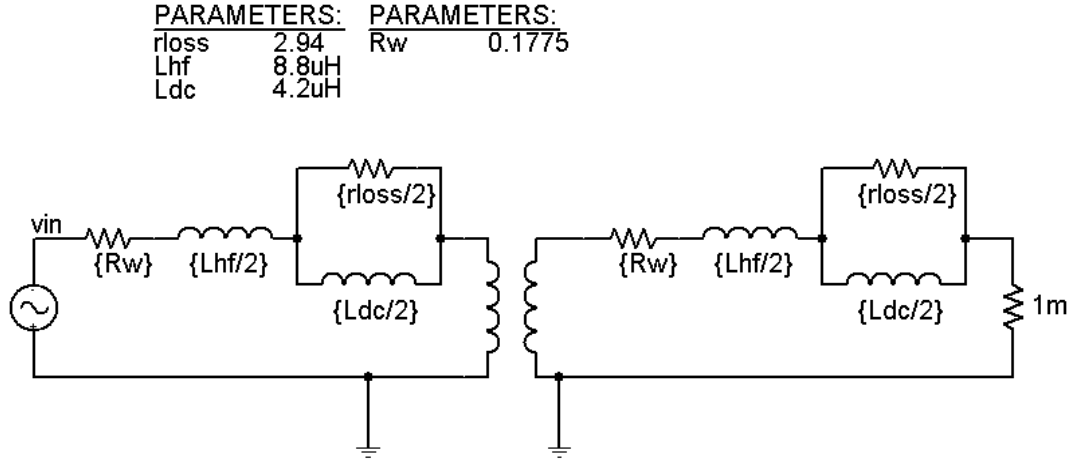 PARAMETERS: PARAMETERS:
rloss 2.94 Rw 0.1775
Lhf 8.8uH
Ldc 4.2uH
{rloss/2} {rloss/2}
vin
{Rw} {Lhf/2} {Rw} {Lhf/2}
{Ldc/2} {Ldc/2} 1m